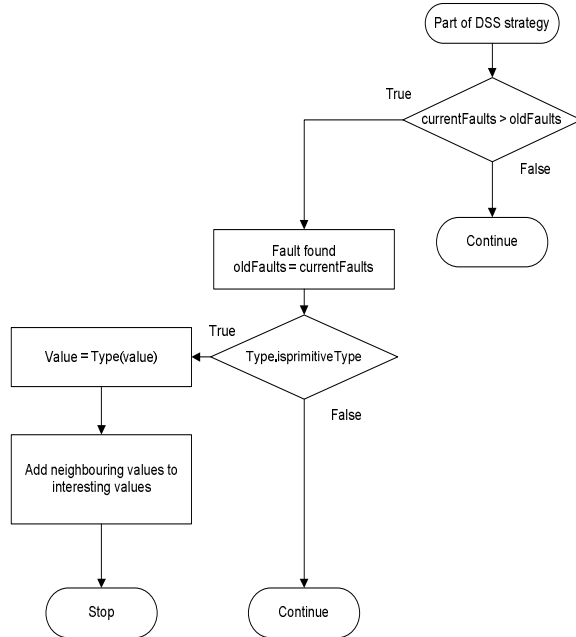 Part of DSS strategy
True
currentFaults > oldFaults
False
Continue
Fault found
oldFaults = currentFaults
True
Value = Type(value)
Type.isprimitiveType
False
Add neighbouring values to
interesting values
Stop
Continue